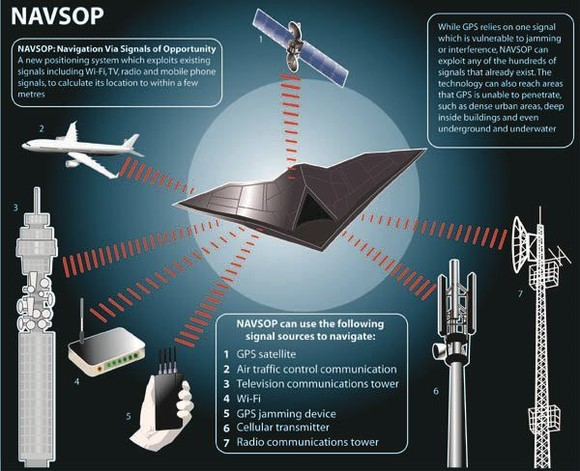 NAVSOP
NAVSOP: Navigation Via Signals of Opportunity
A new positioning system which exploits existing
signals including Wi-Fi, TV, radio and mobile phone
signals, to calculate its location to within a few
metres
1
While GPS relies on one signal
which is vulnerable to jamming
or interference, NAVSOP can
exploit any of the hundreds of
signals that already exist. The
technology can also reach areas
that GPS is unable to penetrate,
such as dense urban areas, deep
inside buildings and even
underground and underwater
2
3
4
5
6
7
NAVSOP can use the following
signal sources to navigate:
1 GPS satellite
2 Air traffic control communication
3 Television communications tower
4 Wi-Fi
5 GPS jamming device
6 Cellular transmitter
7 Radio communications tower